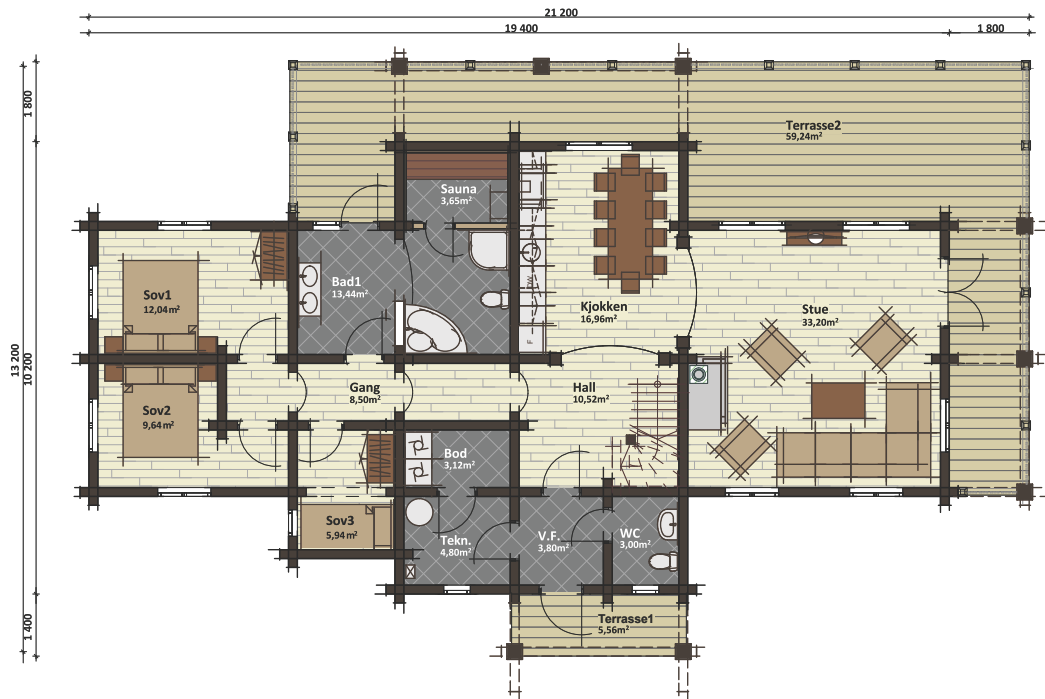 21 200
19 400
1 800
1 800
13 200
10 200
1 400
Terrasse2
59,24m²
Sauna
3,65m²
Sov1
12,04m²
Bad1
13,44m²
Kjokken
16,96m²
Stue
33,20m²
DW
F
Gang
8,50m²
Hall
10,52m²
Sov2
9,64m²
Bod
3,12m²
Sov3
5,94m²
Tekn.
4,80m²
V.F.
3,80m²
WC
3,00m²
Terrasse1
5,56m²